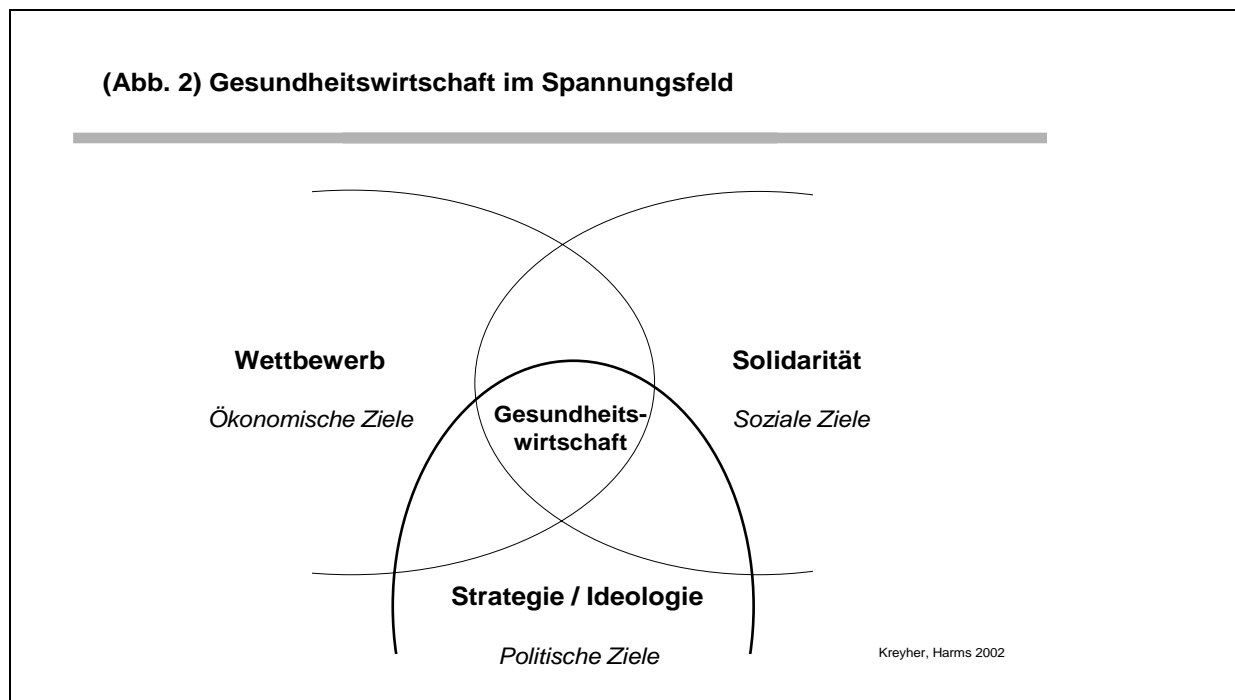 (Abb. 2) Gesundheitswirtschaft im Spannungsfeld
Wettbewerb
Ökonomische Ziele
Solidarität
Soziale Ziele
Gesundheits-
wirtschaft
Strategie / Ideologie
Politische Ziele
Kreyher, Harms 2002